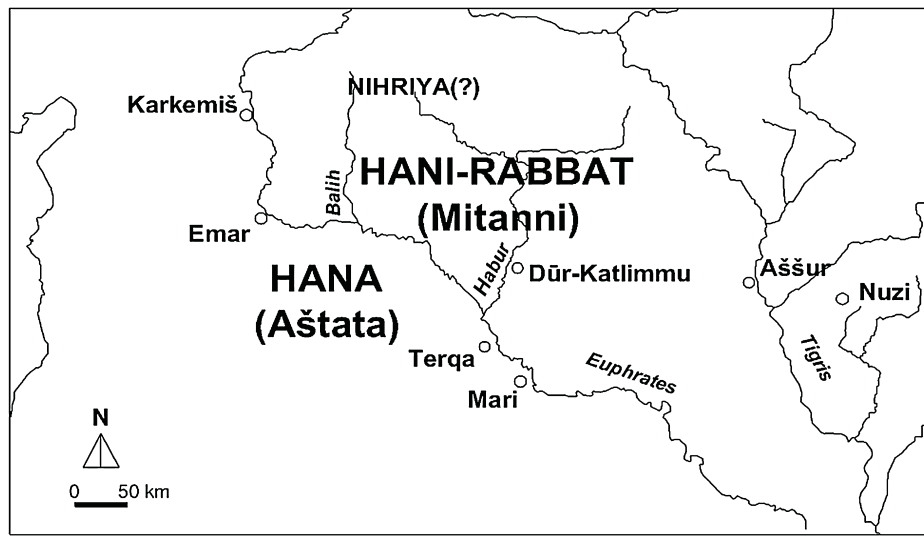 NIHRIYA(?)
Karkemiš
HANI-RABBAT
(Mitanni)
Balih
Emar
Habur
HANA
(Aštata)
Dūr-Katlimmu
Aššur
Nuzi
Terqa
Mari
Euphrates
Tigris
N
0 50 km